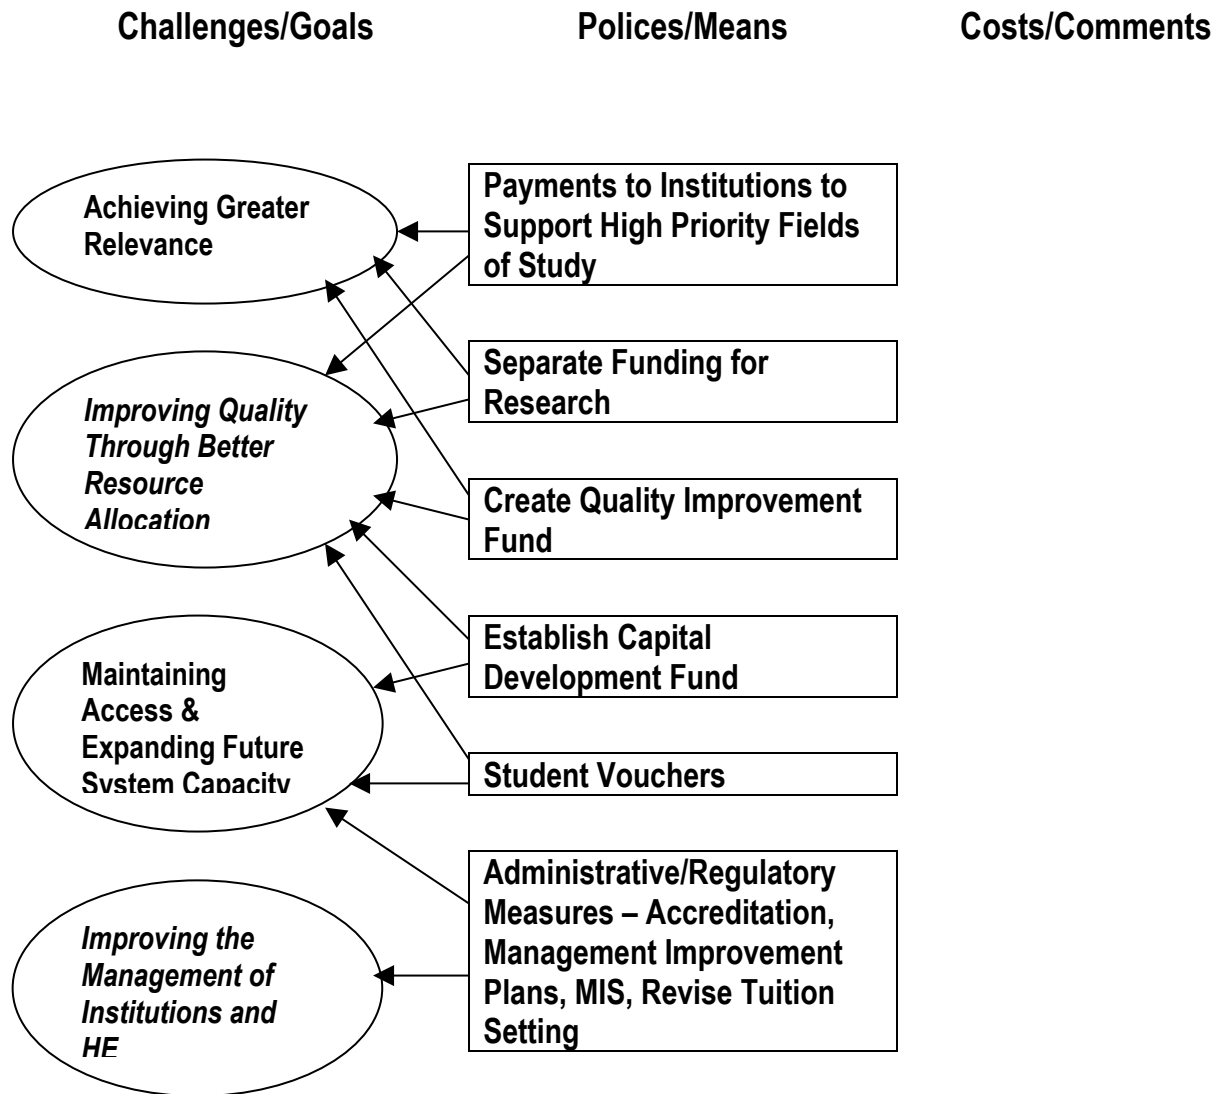 Challenges/Goals
Polices/Means
Costs/Comments
Achieving Greater
Relevance
Payments to Institutions to
Support High Priority Fields
of Study
Improving Quality
Through Better
Resource
Allocation
Separate Funding for
Research
Create Quality Improvement
Fund
Maintaining
Access &
Expanding Future
System Capacity
Establish Capital
Development Fund
Student Vouchers
Improving the
Management of
Institutions and
HE
Administrative/Regulatory
Measures – Accreditation,
Management Improvement
Plans, MIS, Revise Tuition
Setting